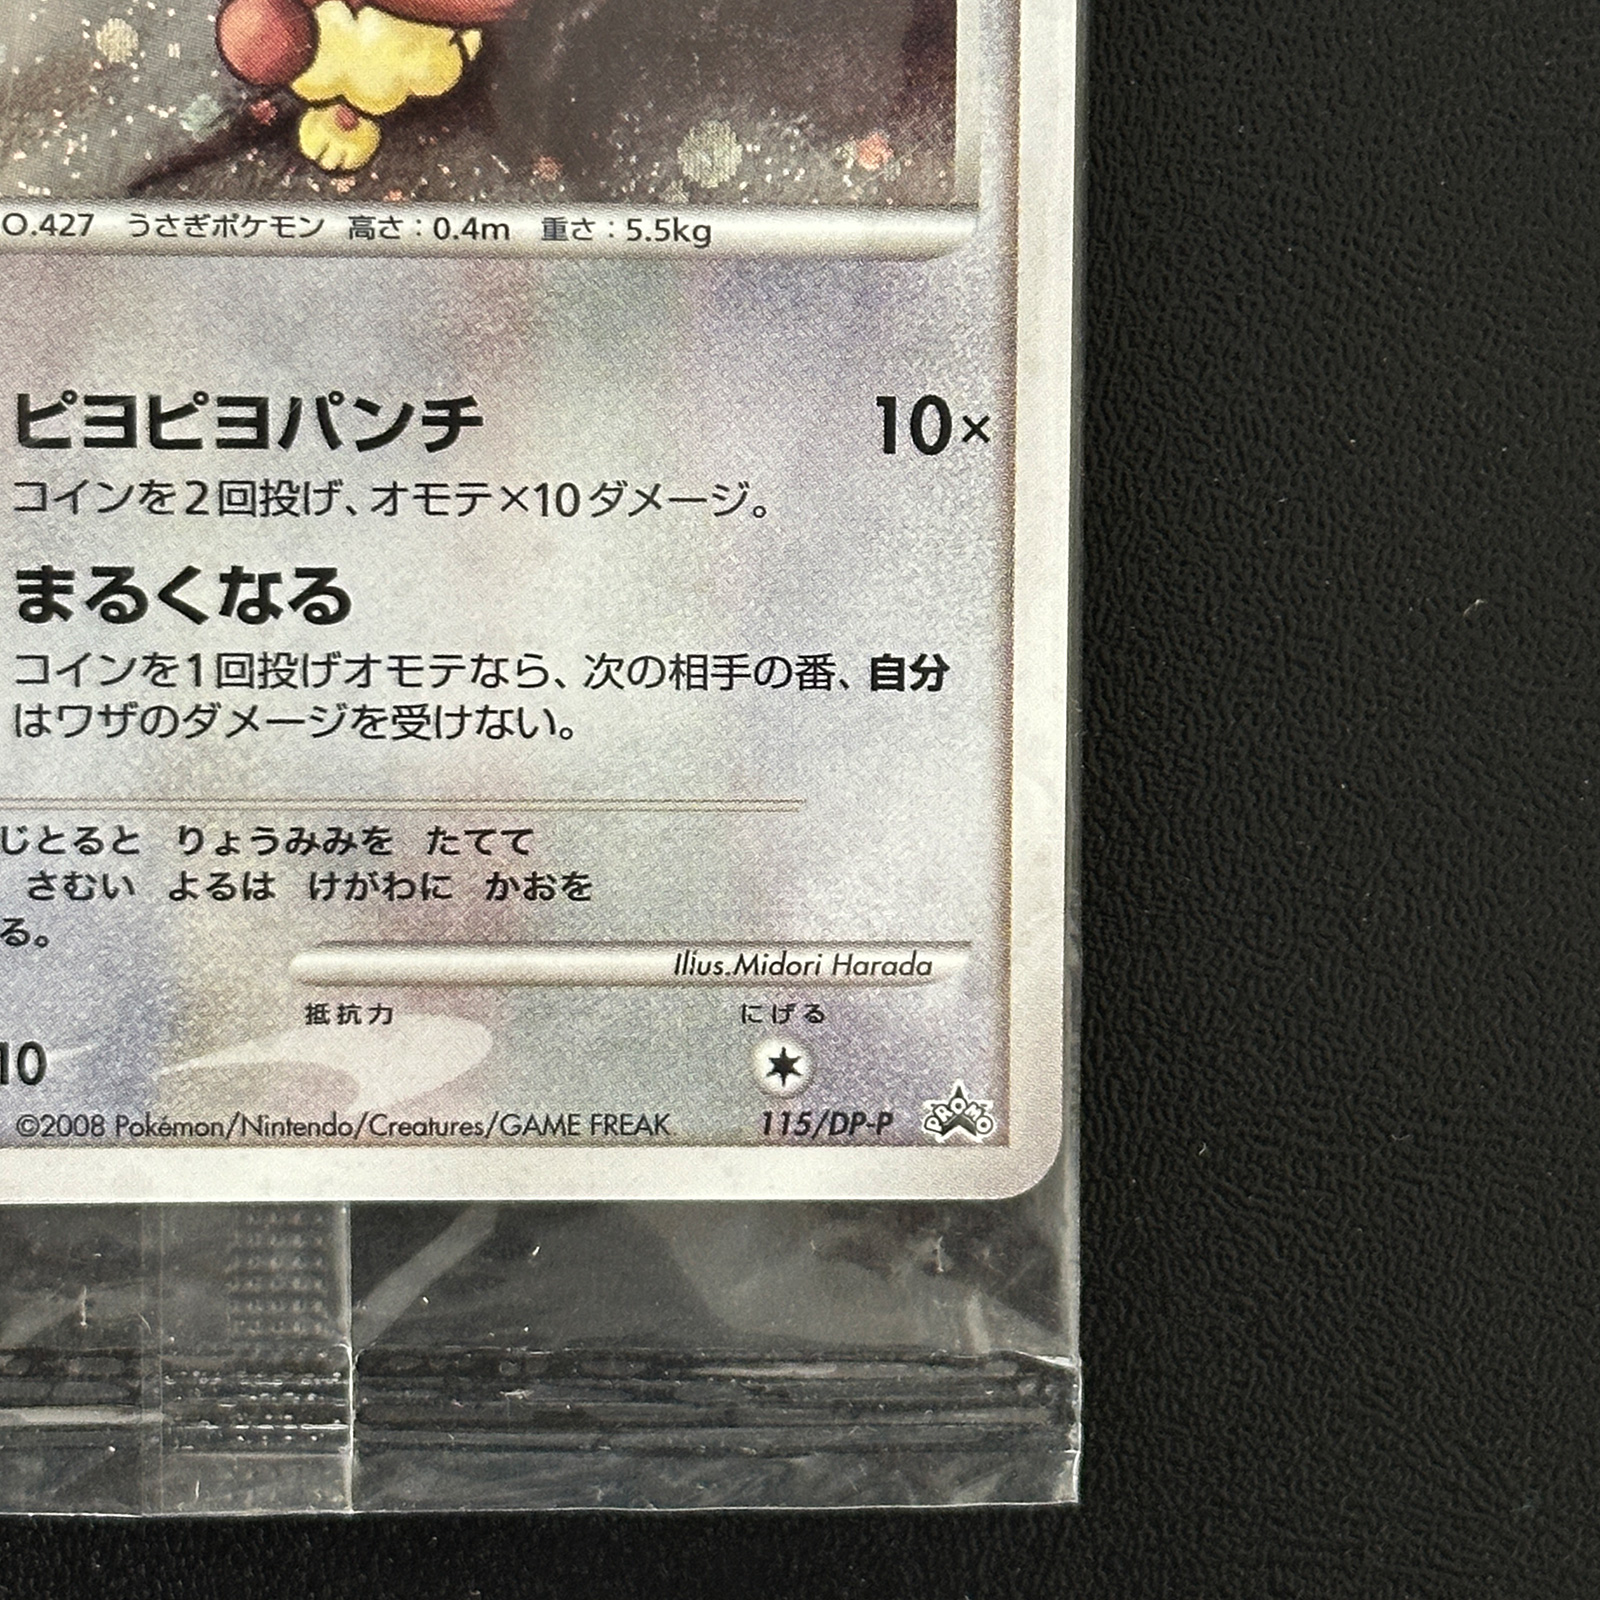 O.427 うさぎポケモン 高さ：0.4m 重さ：5.5kg
ピヨピヨパンチ 10×
コインを2回投げ、オモテ×10ダメージ。
まるくなる
コインを1回投げオモテなら、次の相手の番、自分
はワザのダメージを受けない。
じとると りょうみみを たてて
さむい よるは けがわに かおを
る。
Illus.Midori Harada
抵抗力 にげる
10
©2008 Pokémon/Nintendo/Creatures/GAME FREAK 115/DP-P PROMO